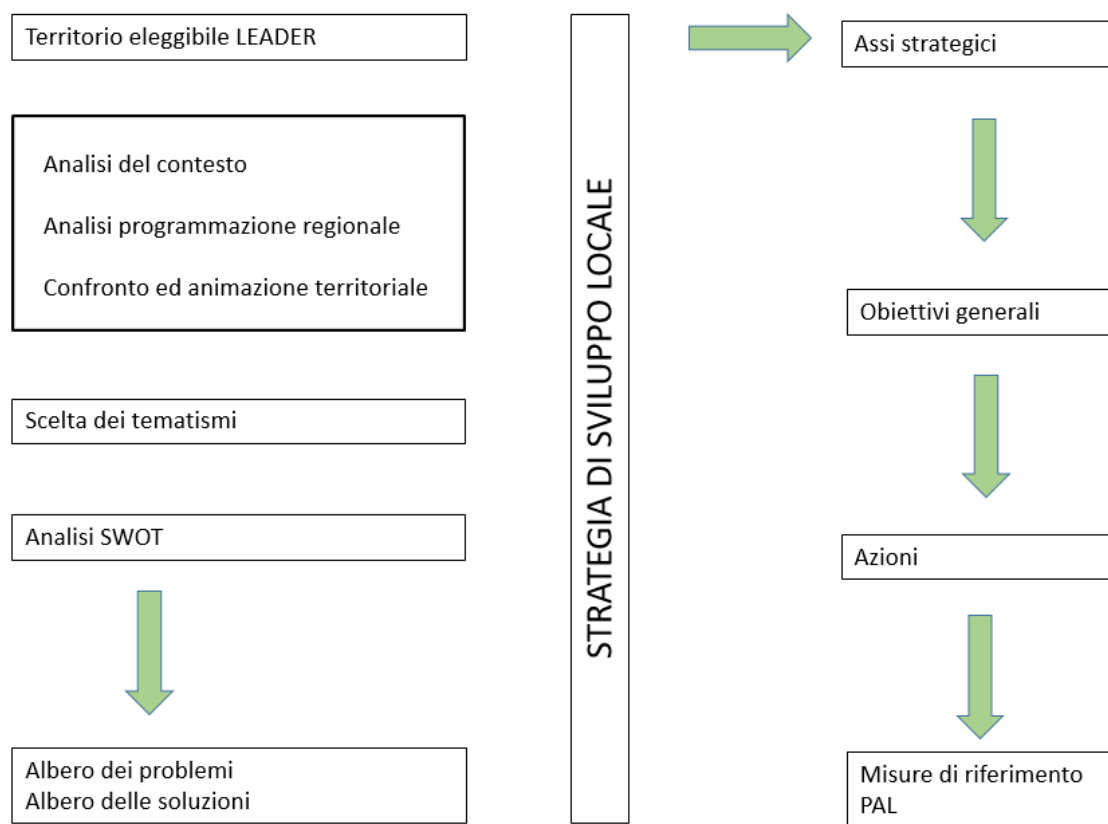 Territorio eleggibile LEADER
Analisi del contesto
Analisi programmazione regionale
Confronto ed animazione territoriale
Scelta dei tematismi
Analisi SWOT
Albero dei problemi
Albero delle soluzioni
STRATEGIA DI SVILUPPO LOCALE
Assi strategici
Obiettivi generali
Azioni
Misure di riferimento
PAL